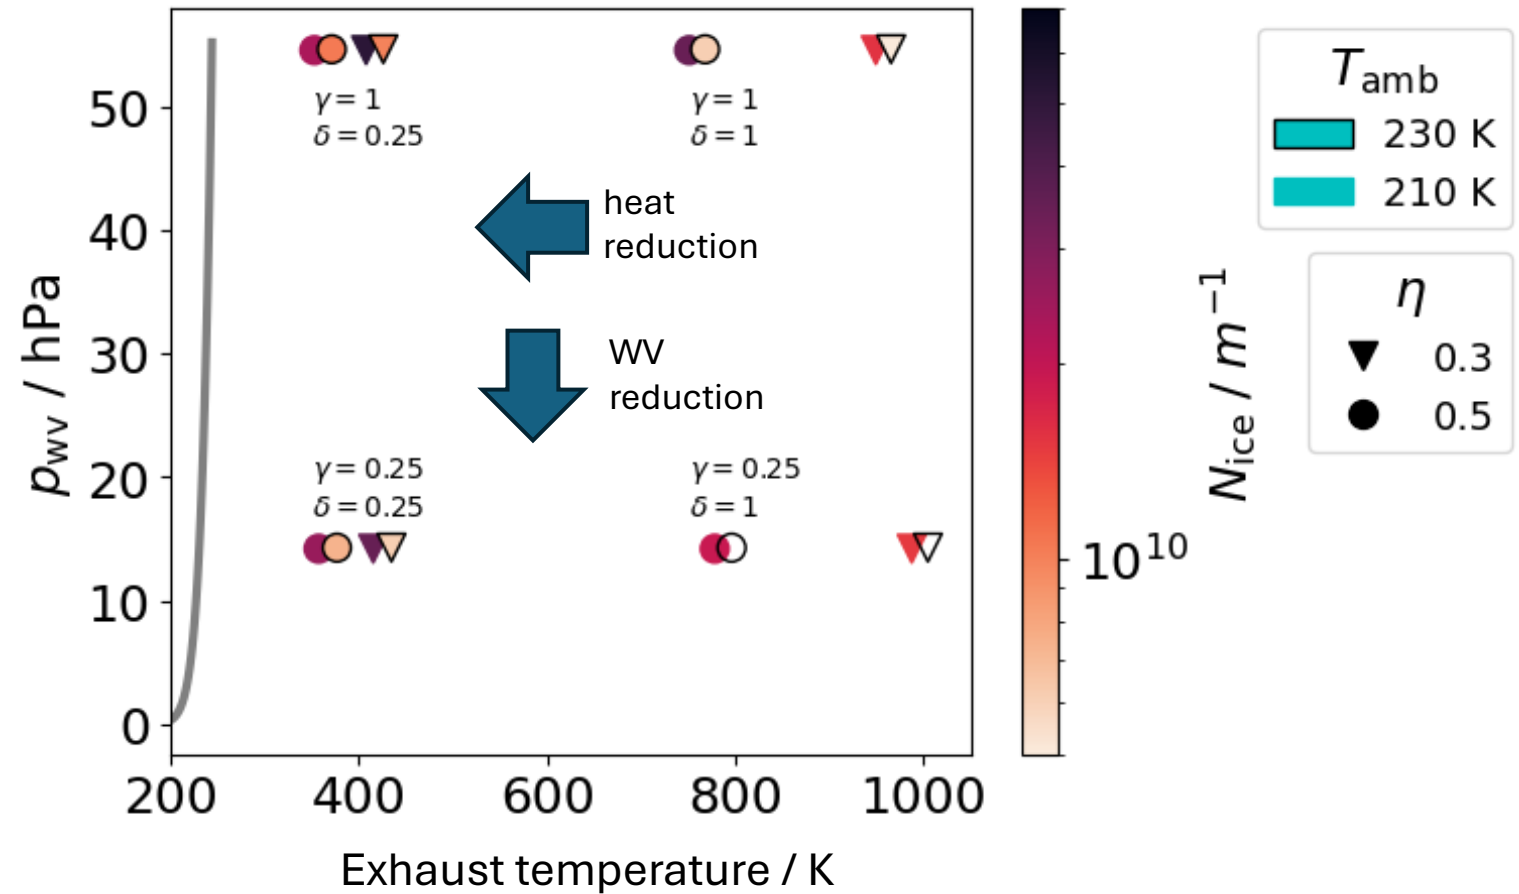 50
40
30
20
10
0
p_wv / hPa
200 400 600 800 1000
Exhaust temperature / K
γ = 1
δ = 0.25
γ = 1
δ = 1
heat
reduction
WV
reduction
γ = 0.25
δ = 0.25
γ = 0.25
δ = 1
10^10
N_ice / m^−1
T_amb
230 K
210 K
η
0.3
0.5